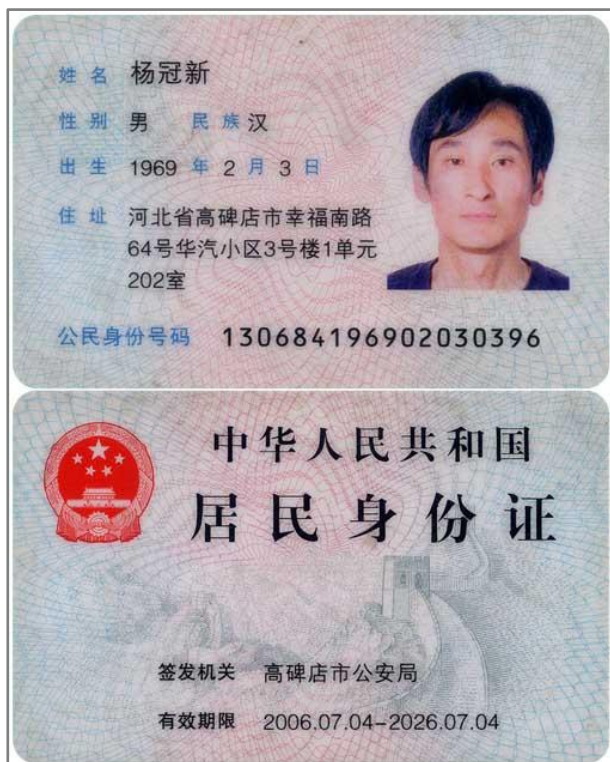 姓名 杨冠新
性别 男 民族 汉
出生 1969 年 2 月 3 日
住址 河北省高碑店市幸福南路
64号华汽小区3号楼1单元
202室
公民身份号码 130684196902030396
中华人民共和国
居民身份证
签发机关 高碑店市公安局
有效期限 2006.07.04-2026.07.04